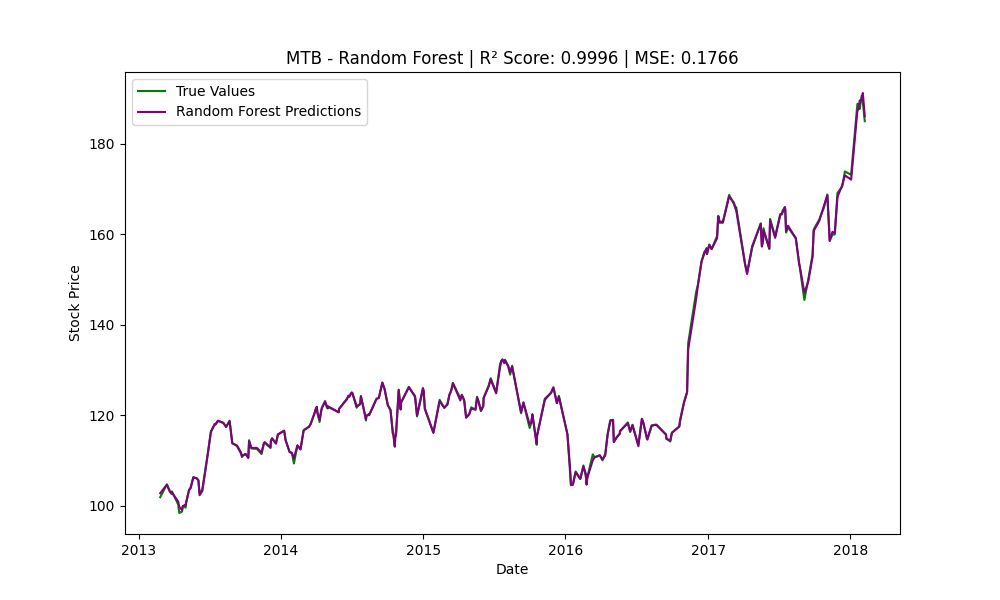 MTB - Random Forest | R² Score: 0.9996 | MSE: 0.1766
True Values
Random Forest Predictions
Stock Price
180
160
140
120
100
2013 2014 2015 2016 2017 2018
Date